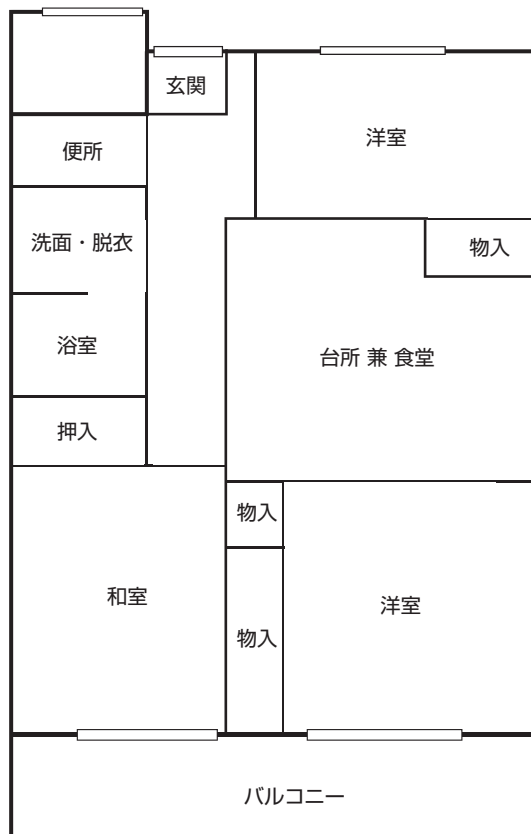 玄関
洋室
便所
洗面・脱衣
物入
浴室
台所 兼 食堂
押入
物入
和室
洋室
物入
バルコニー